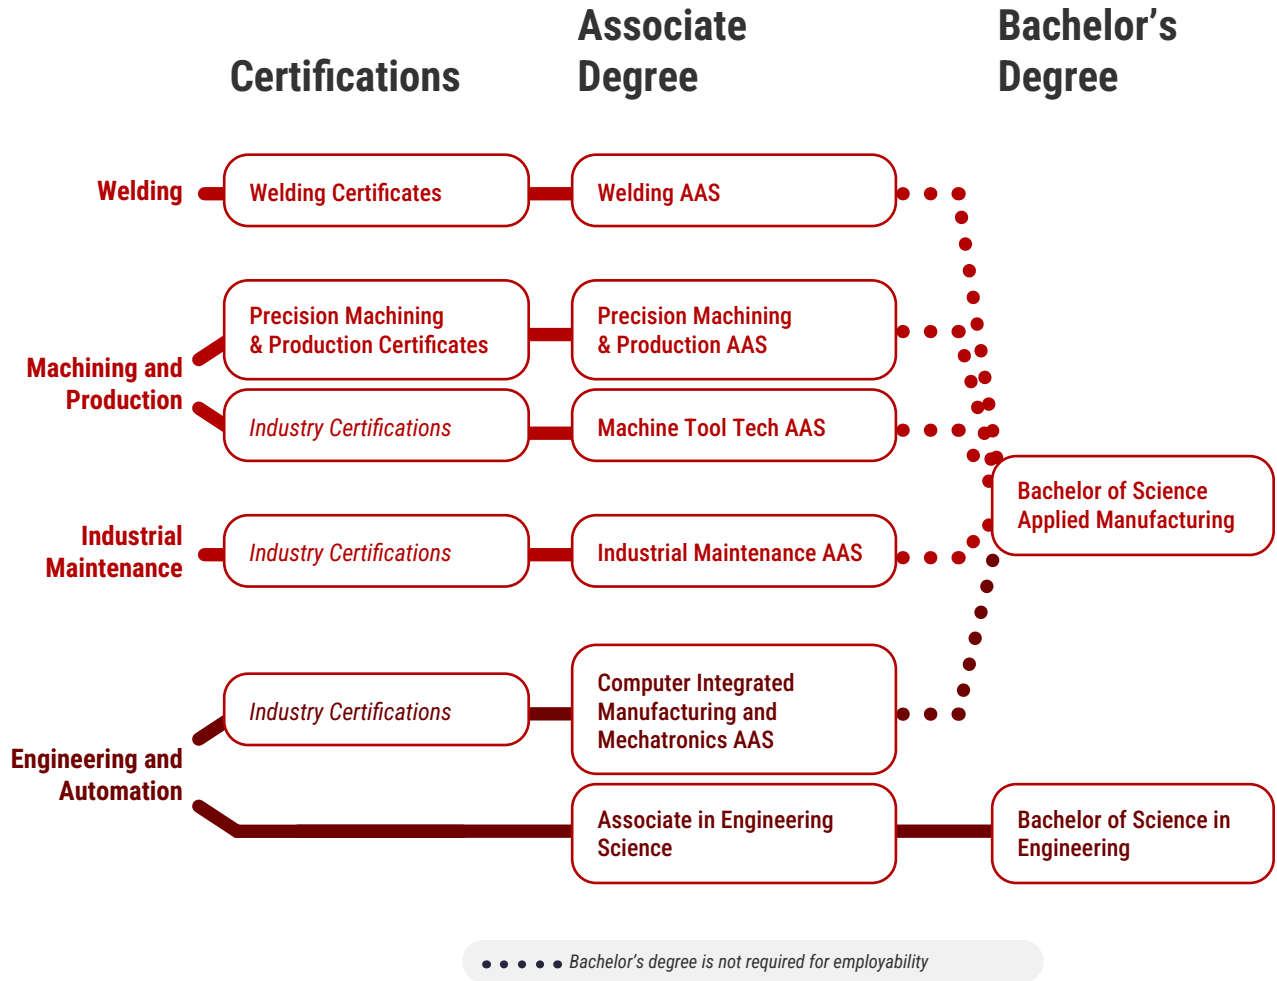 Certifications
Associate
Degree
Bachelor’s
Degree
Welding
Welding Certificates
Welding AAS
Machining and
Production
Precision Machining
& Production Certificates
Precision Machining
& Production AAS
Industry Certifications
Machine Tool Tech AAS
Bachelor of Science
Applied Manufacturing
Industrial
Maintenance
Industry Certifications
Industrial Maintenance AAS
Engineering and
Automation
Industry Certifications
Computer Integrated
Manufacturing and
Mechatronics AAS
Associate in Engineering
Science
Bachelor of Science in
Engineering
Bachelor’s degree is not required for employability